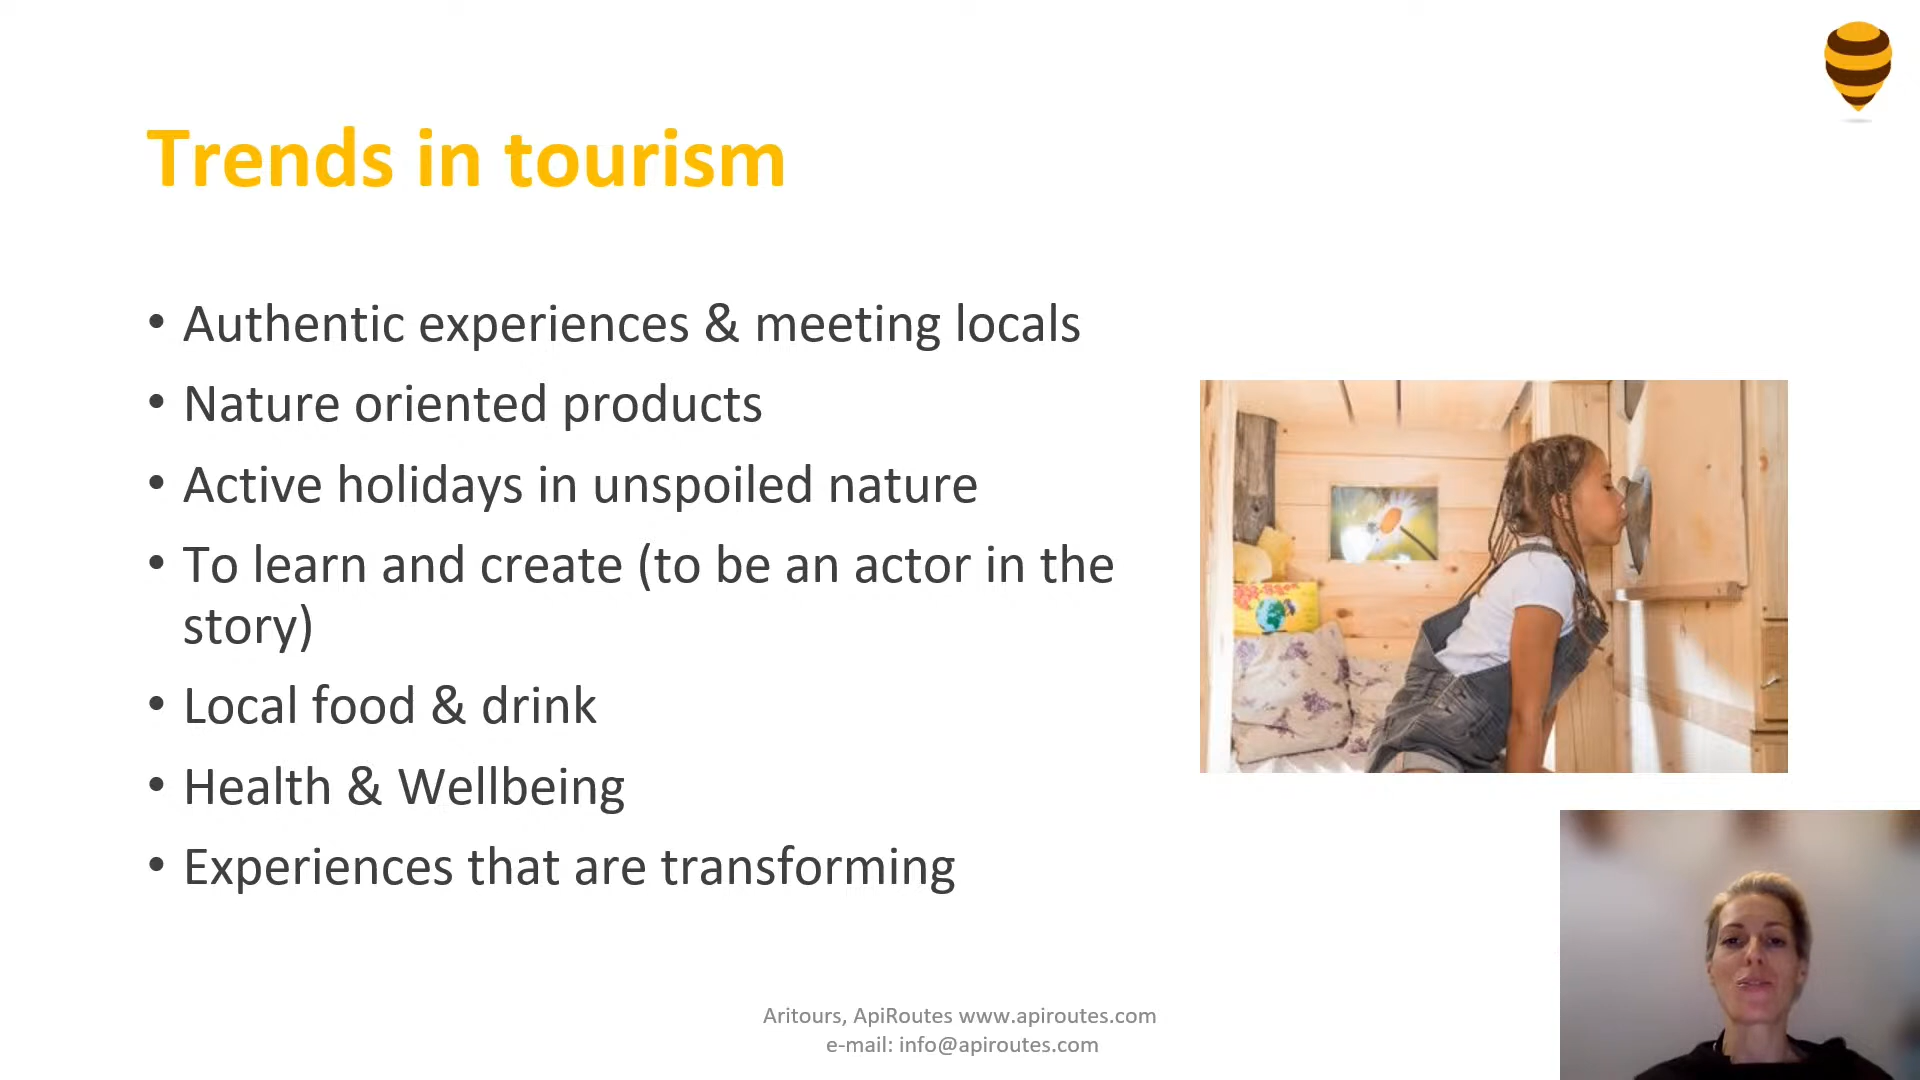 Trends in tourism
• Authentic experiences & meeting locals
• Nature oriented products
• Active holidays in unspoiled nature
• To learn and create (to be an actor in the
story)
• Local food & drink
• Health & Wellbeing
• Experiences that are transforming
Aritours, ApiRoutes www.apiroutes.com
e-mail: info@apiroutes.com